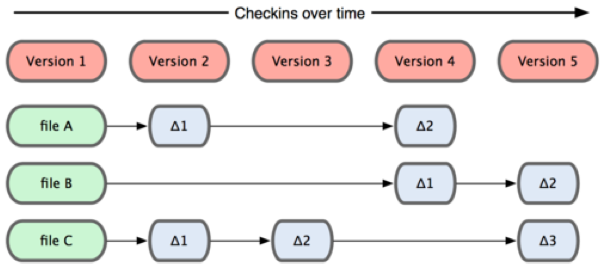 Checkins over time
Version 1 Version 2 Version 3 Version 4 Version 5
file A Δ1 Δ2
file B Δ1 Δ2
file C Δ1 Δ2 Δ3